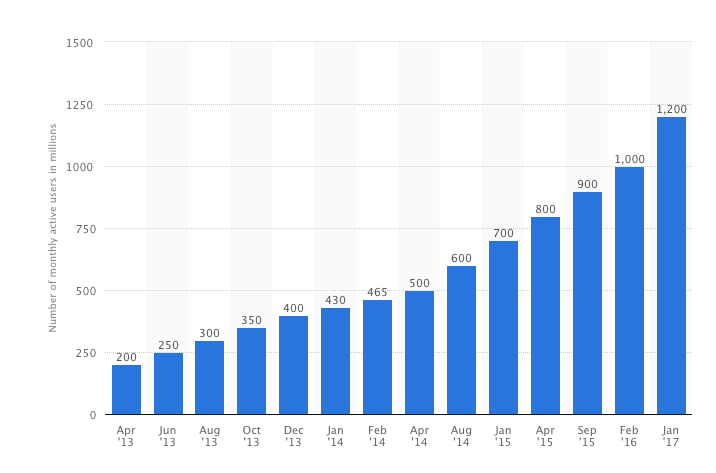 Number of monthly active users in millions
1500
1250
1000
750
500
250
0
200
250
300
350
400
430
465
500
600
700
800
900
1,000
1,200
Apr '13
Jun '13
Aug '13
Oct '13
Dec '13
Jan '14
Feb '14
Apr '14
Aug '14
Jan '15
Apr '15
Sep '15
Feb '16
Jan '17